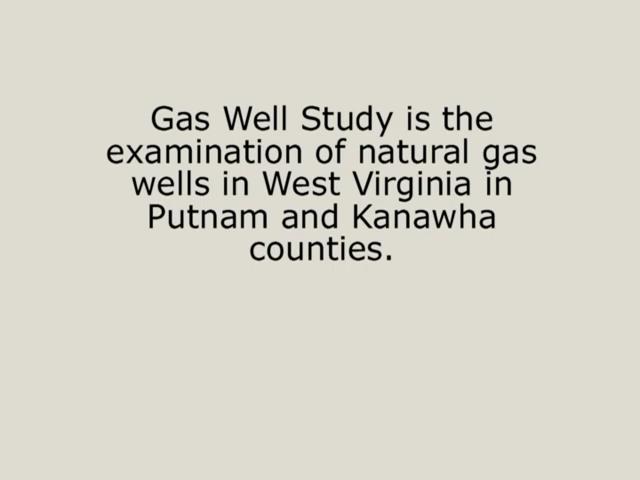 Gas Well Study is the
examination of natural gas
wells in West Virginia in
Putnam and Kanawha
counties.